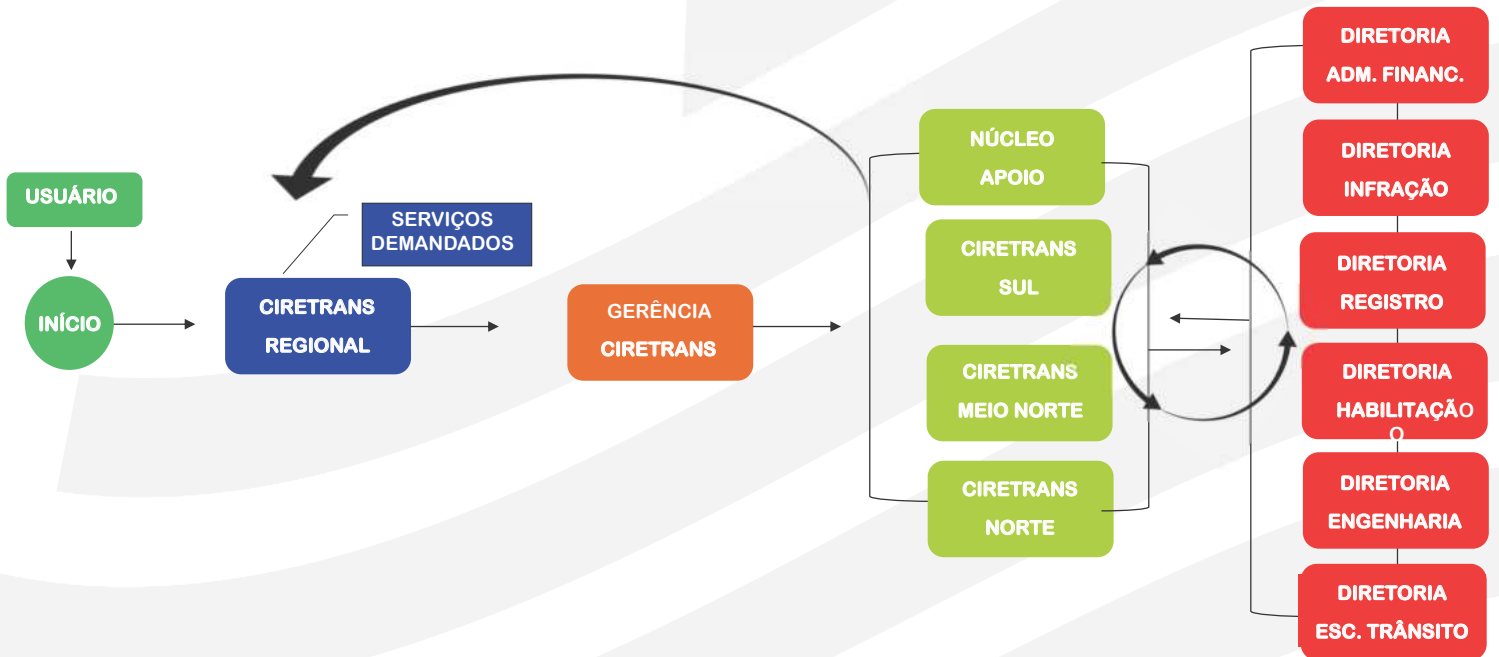 USUÁRIO
INÍCIO
SERVIÇOS
DEMANDADOS
CIRETRANS
REGIONAL
GERÊNCIA
CIRETRANS
NÚCLEO
APOIO
CIRETRANS
SUL
CIRETRANS
MEIO NORTE
CIRETRANS
NORTE
DIRETORIA
ADM. FINANC.
DIRETORIA
INFRAÇÃO
DIRETORIA
REGISTRO
DIRETORIA
HABILITAÇÃO
O
DIRETORIA
ENGENHARIA
DIRETORIA
ESC. TRÂNSITO